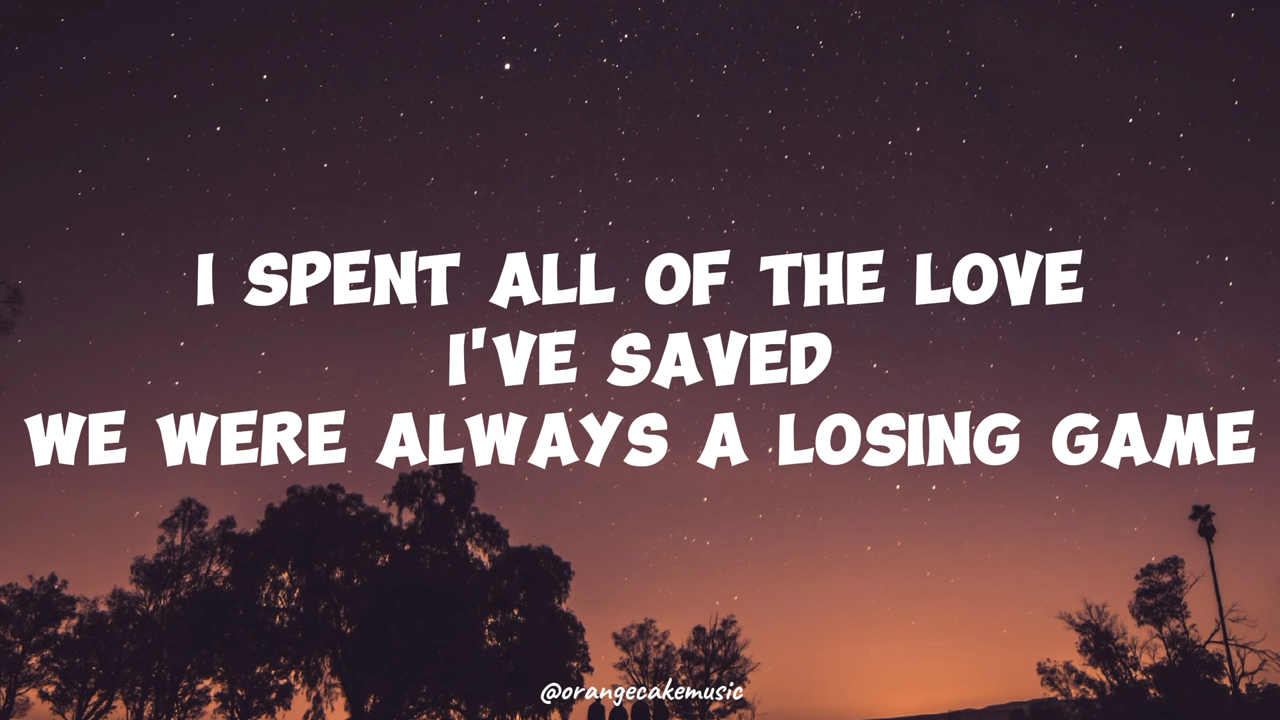 I SPENT ALL OF THE LOVE
I'VE SAVED
WE WERE ALWAYS A LOSING GAME
@orangecakemusic